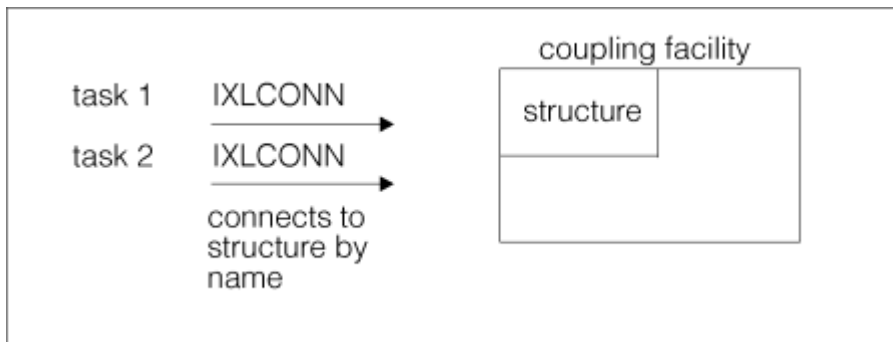 coupling facility
task 1 IXLCONN
structure
task 2 IXLCONN
connects to
structure by
name